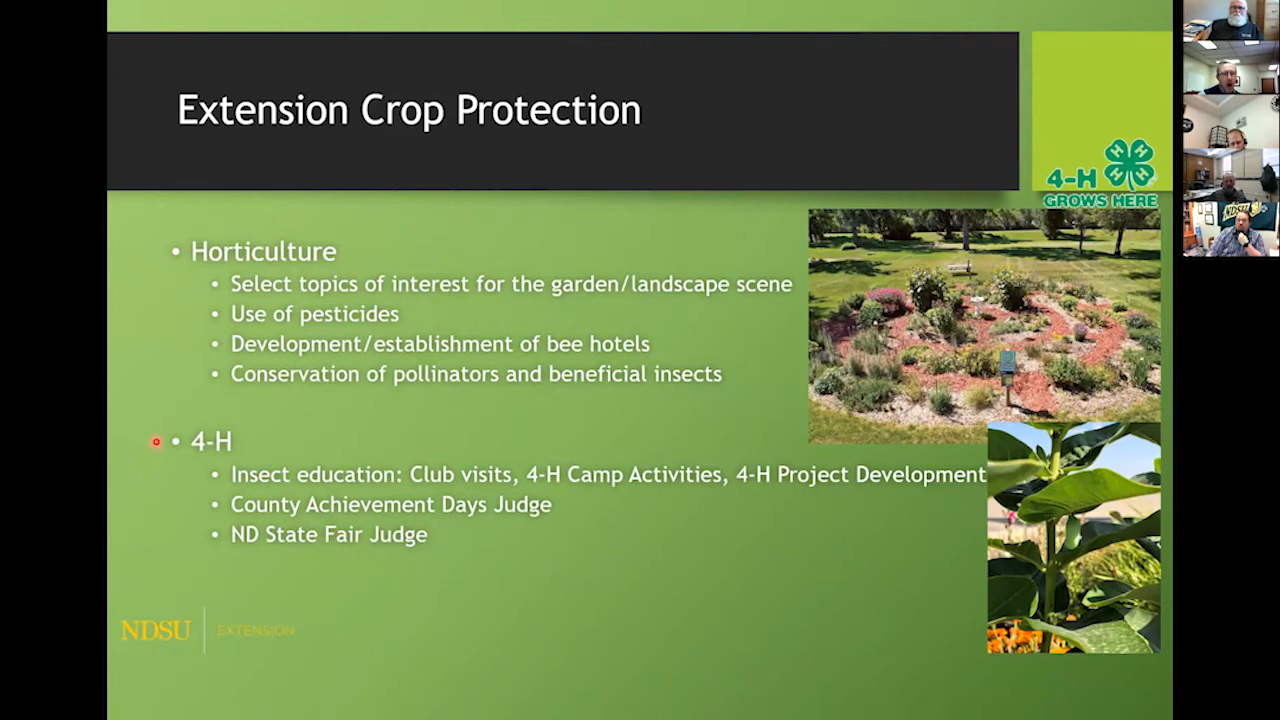 Extension Crop Protection
4-H
GROWS HERE
• Horticulture
• Select topics of interest for the garden/landscape scene
• Use of pesticides
• Development/establishment of bee hotels
• Conservation of pollinators and beneficial insects
• 4-H
• Insect education: Club visits, 4-H Camp Activities, 4-H Project Development
• County Achievement Days Judge
• ND State Fair Judge
NDSU EXTENSION
NDSU